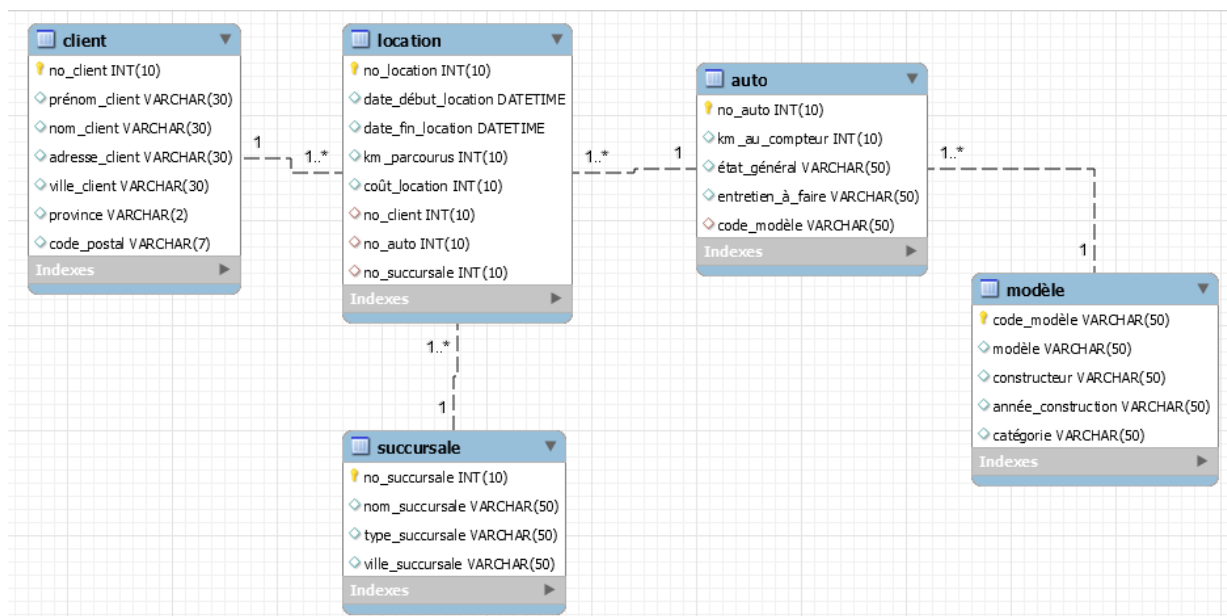 client
no_client INT(10)
prénom_client VARCHAR(30)
nom_client VARCHAR(30)
adresse_client VARCHAR(30)
ville_client VARCHAR(30)
province VARCHAR(2)
code_postal VARCHAR(7)
Indexes
1
1..*
location
no_location INT(10)
date_début_location DATETIME
date_fin_location DATETIME
km_parcourus INT(10)
coût_location INT(10)
no_client INT(10)
no_auto INT(10)
no_succursale INT(10)
Indexes
1..*
1
auto
no_auto INT(10)
km_au_compteur INT(10)
état_général VARCHAR(50)
entretien_à_faire VARCHAR(50)
code_modèle VARCHAR(50)
Indexes
1..*
1
modèle
code_modèle VARCHAR(50)
modèle VARCHAR(50)
constructeur VARCHAR(50)
année_construction VARCHAR(50)
catégorie VARCHAR(50)
Indexes
1..*
1
succursale
no_succursale INT(10)
nom_succursale VARCHAR(50)
type_succursale VARCHAR(50)
ville_succursale VARCHAR(50)
Indexes